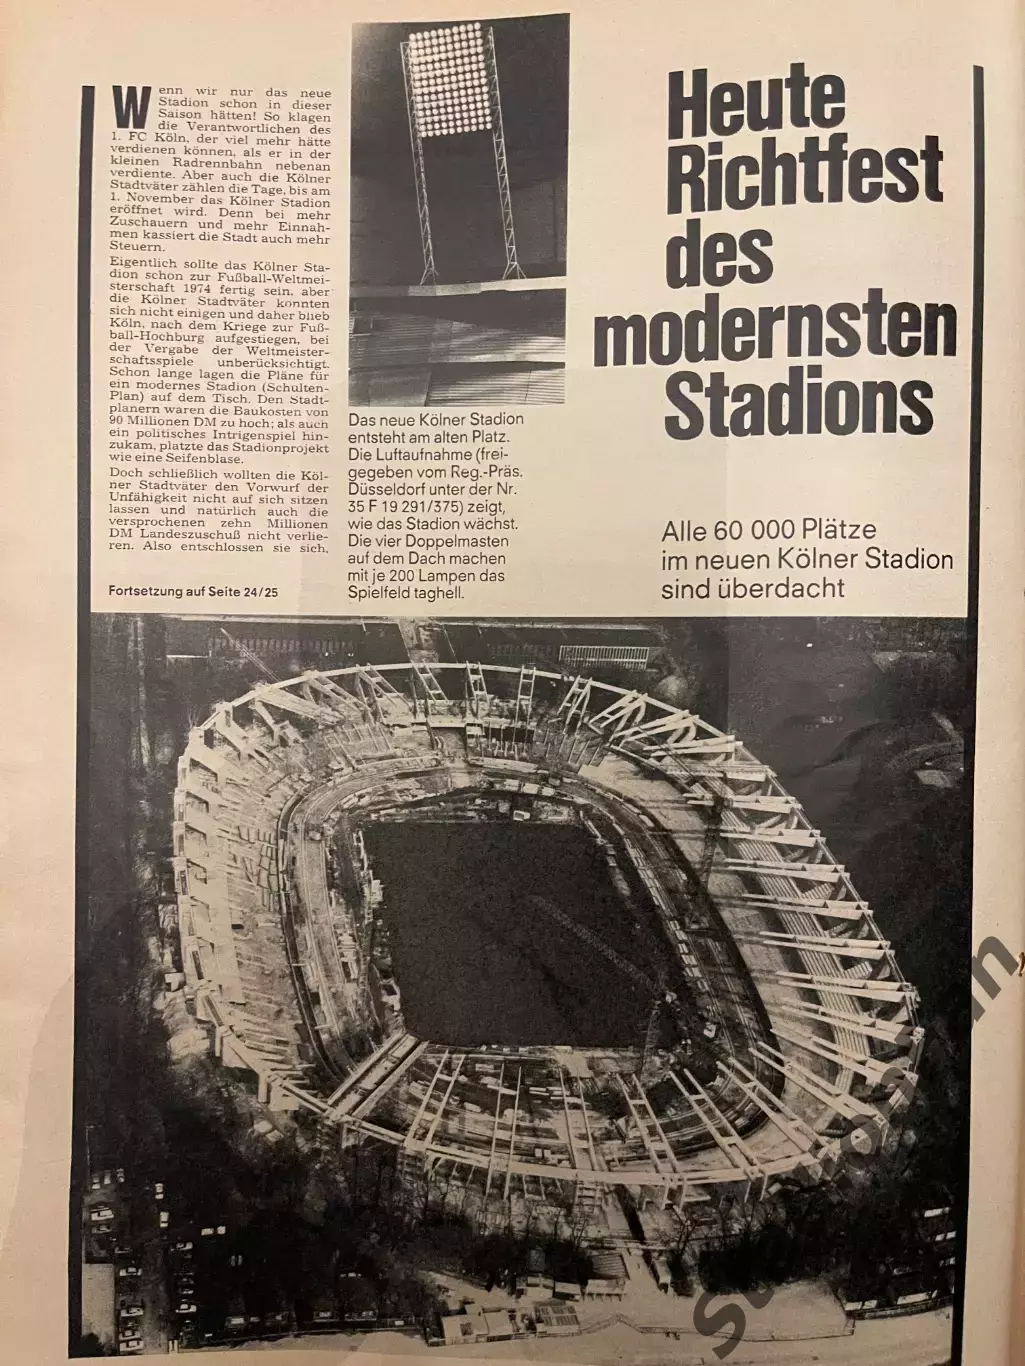 Heute
Richtfest
des
modernsten
Stadions
Alle 60 000 Plätze
im neuen Kölner Stadion
sind überdacht
Wenn wir nur das neue
Stadion schon in dieser
Saison hätten! So klagen
die Verantwortlichen des
1. FC Köln, der viel mehr hätte
verdienen können, als er in der
kleinen Radrennbahn nebenan
verdiente. Aber auch die Kölner
Stadtväter zählen die Tage, bis am
1. November das Kölner Stadion
eröffnet wird. Denn bei mehr
Zuschauern und mehr Einnah-
men kassiert die Stadt auch mehr
Steuern.
Eigentlich sollte das Kölner Sta-
dion schon zur Fußball-Weltmei-
sterschaft 1974 fertig sein, aber
die Kölner Stadtväter konnten
sich nicht einigen und daher blieb
Köln, nach dem Kriege zur Fuß-
ball-Hochburg aufgestiegen, bei
der Vergabe der Weltmeister-
schaftsspiele unberücksichtigt.
Schon lange lagen die Pläne für
ein modernes Stadion (Schulten-
Plan) auf dem Tisch. Den Stadt-
planern waren die Baukosten von
90 Millionen DM zu hoch; als auch
ein politisches Intrigenspiel hin-
zukam, platzte das Stadionprojekt
wie eine Seifenblase.
Doch schließlich wollten die Köl-
ner Stadtväter den Vorwurf der
Unfähigkeit nicht auf sich sitzen
lassen und natürlich auch die
versprochenen zehn Millionen
DM Landeszuschuß nicht verlie-
ren. Also entschlossen sie sich,
Fortsetzung auf Seite 24/25
Das neue Kölner Stadion
entsteht am alten Platz.
Die Luftaufnahme (frei-
gegeben vom Reg.-Präs.
Düsseldorf unter der Nr.
35 F 19 291/375) zeigt,
wie das Stadion wächst.
Die vier Doppelmasten
auf dem Dach machen
mit je 200 Lampen das
Spielfeld taghell.